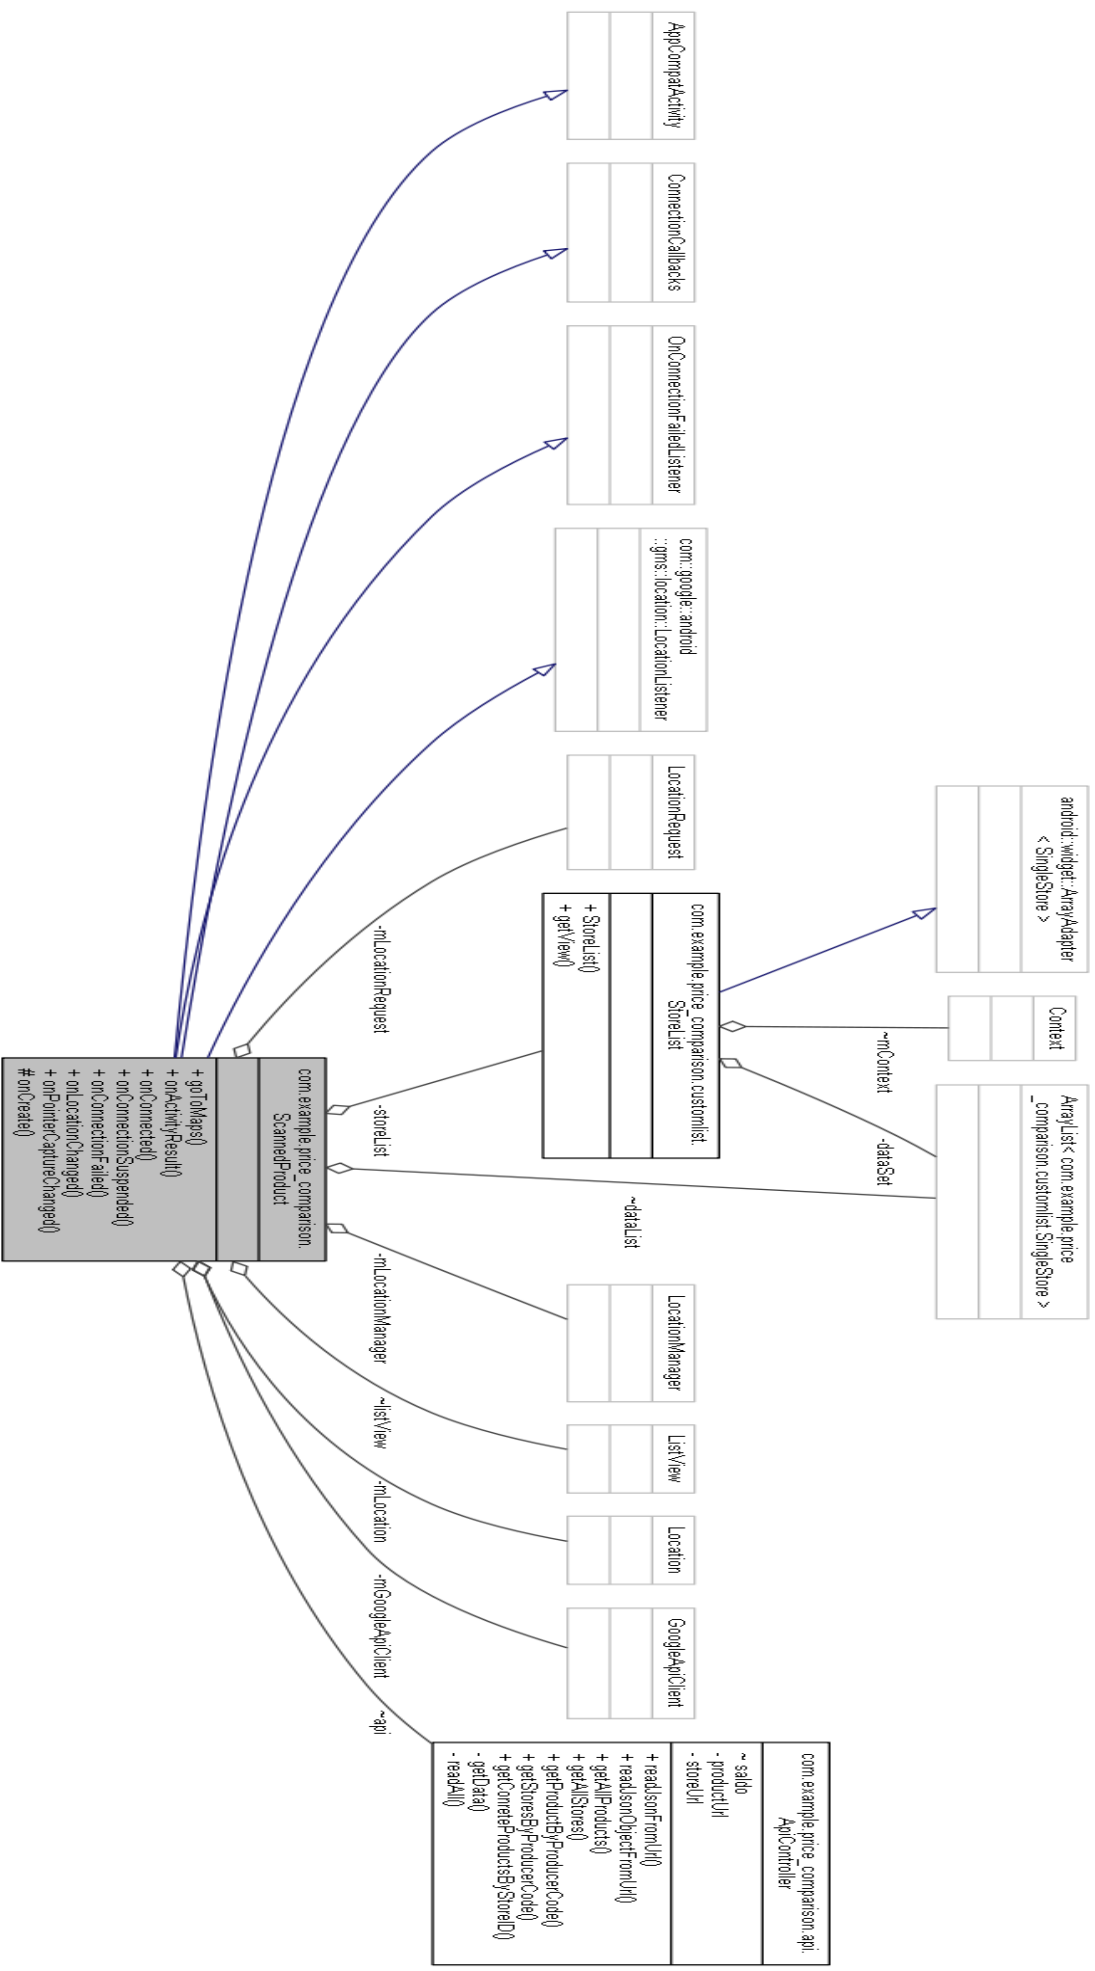 AppCompatActivity
ConnectionCallbacks
OnConnectionFailedListener
com::google::android
::gms::location::LocationListener
LocationRequest
android::widget::ArrayAdapter
< SingleStore >
Context
ArrayList< com.example.price
_comparison.customlist.SingleStore >
com.example.price_comparison.customlist.
StoreList
+ StoreList()
+ getView()
~mContext
-dataSet
-mLocationRequest
-storeList
~dataList
-mLocationManager
~listView
-mLocation
-mGoogleApiClient
~api
LocationManager
ListView
Location
GoogleApiClient
com.example.price_comparison.api.
ApiController
~ saldo
- productUrl
- storeUrl
+ readJsonFromUrl()
+ readJsonObjectFromUrl()
+ getAllProducts()
+ getAllStores()
+ getProductByProducerCode()
+ getStoresByProducerCode()
+ getConreteProductsByStoreID()
- getData()
- readAll()
com.example.price_comparison.
ScannedProduct
+ goToMaps()
+ onActivityResult()
+ onConnected()
+ onConnectionSuspended()
+ onConnectionFailed()
+ onLocationChanged()
+ onPointerCaptureChanged()
# onCreate()